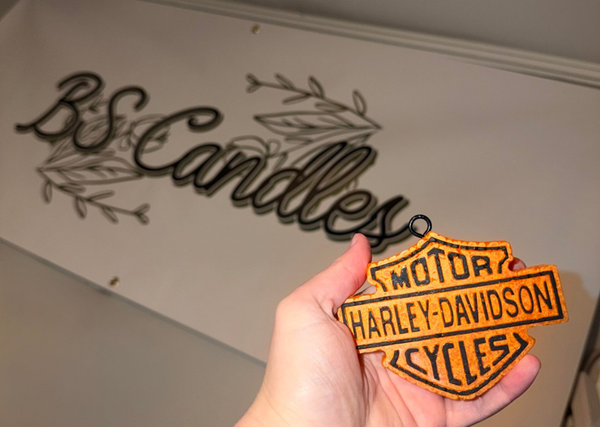 BS Candles
MOTOR
HARLEY-DAVIDSON
CYCLES